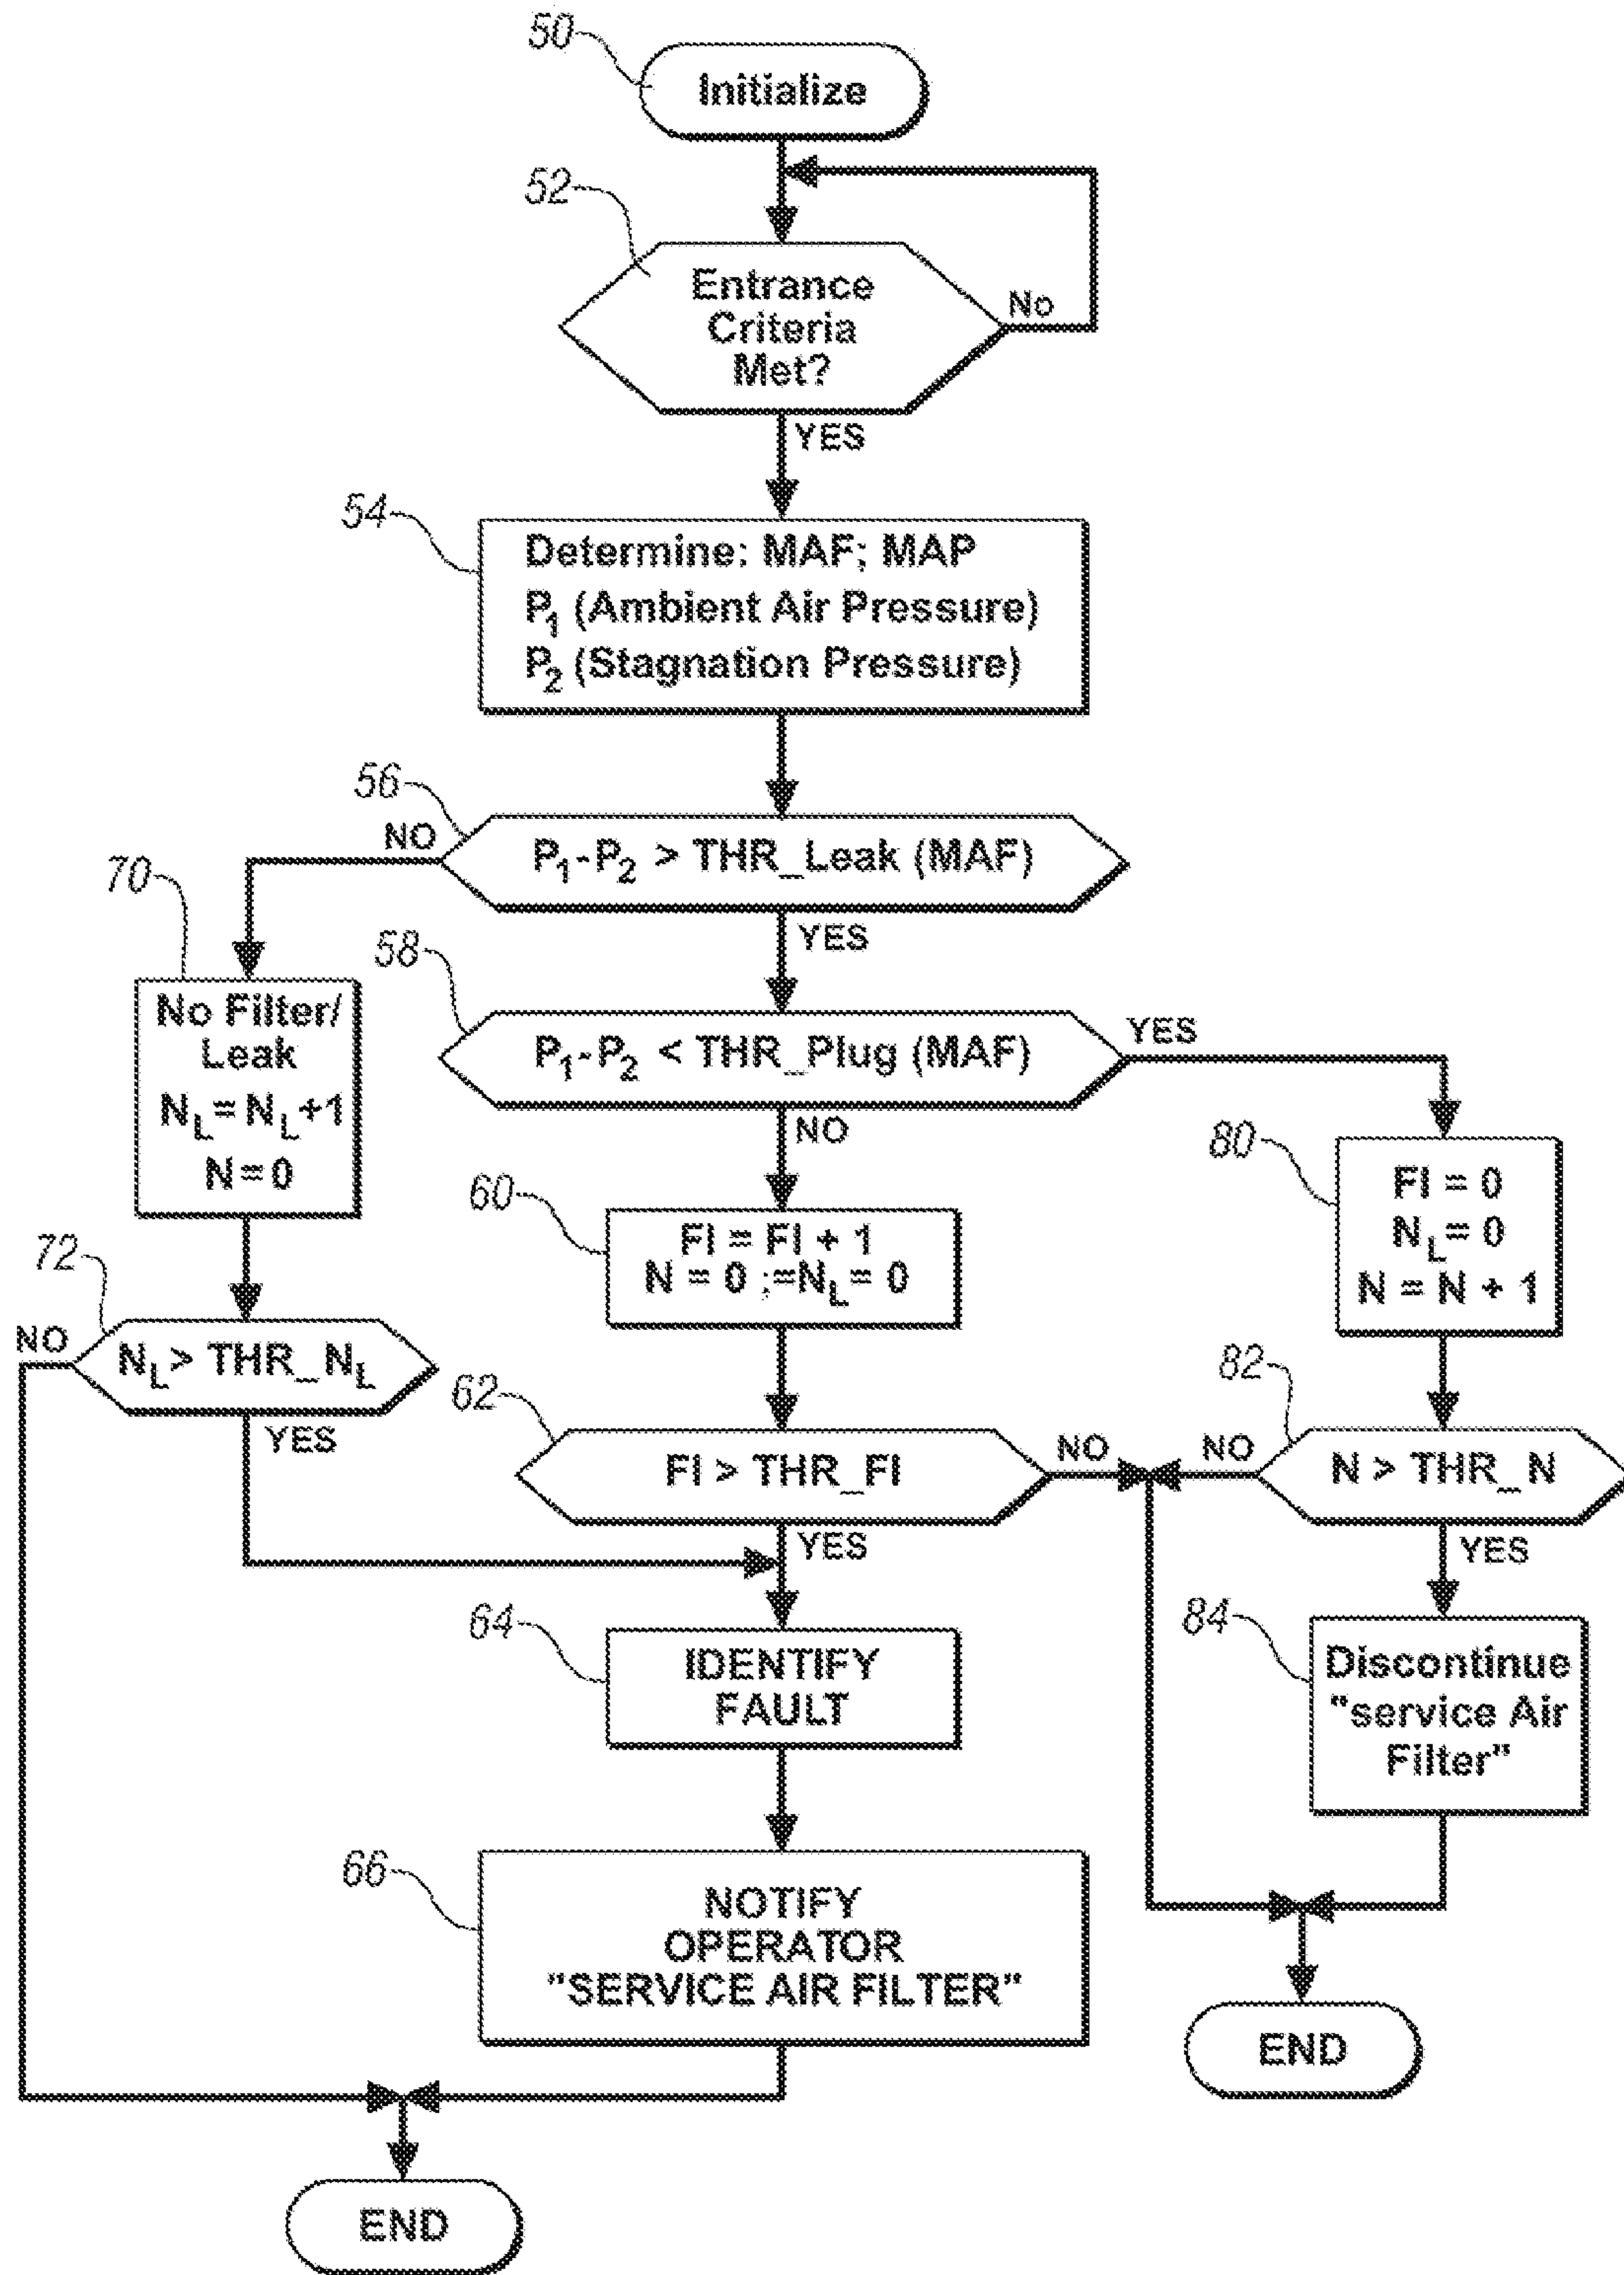 50
Initialize
52
Entrance
Criteria
Met?
No
YES
54
Determine: MAF; MAP
P1 (Ambient Air Pressure)
P2 (Stagnation Pressure)
56
NO
P1-P2 > THR_Leak (MAF)
YES
70
No Filter/
Leak
NL=NL+1
N=0
58
P1-P2 < THR_Plug (MAF)
YES
NO
60
FI = FI + 1
N = 0 ;=NL= 0
80
FI = 0
NL= 0
N = N + 1
72
NO
NL> THR_NL
YES
62
FI > THR_FI
NO
YES
82
NO
N > THR_N
YES
64
IDENTIFY
FAULT
84
Discontinue
"service Air
Filter"
66
NOTIFY
OPERATOR
"SERVICE AIR FILTER"
END
END